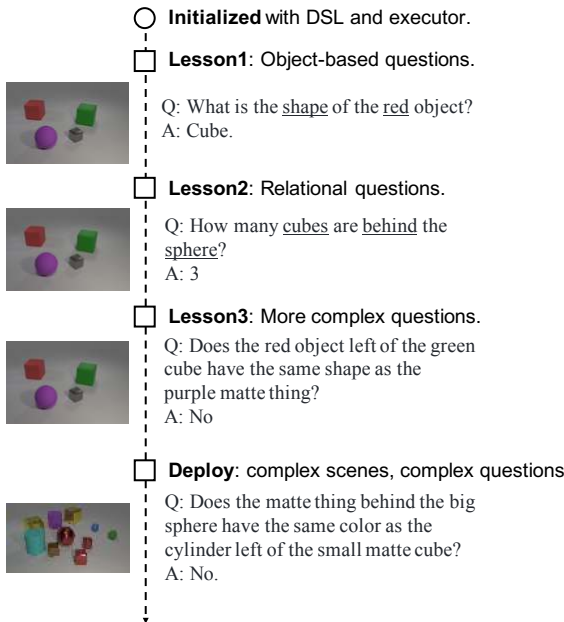 Initialized with DSL and executor.
Lesson1: Object-based questions.
Q: What is the shape of the red object?
A: Cube.
Lesson2: Relational questions.
Q: How many cubes are behind the
sphere?
A: 3
Lesson3: More complex questions.
Q: Does the red object left of the green
cube have the same shape as the
purple matte thing?
A: No
Deploy: complex scenes, complex questions
Q: Does the matte thing behind the big
sphere have the same color as the
cylinder left of the small matte cube?
A: No.